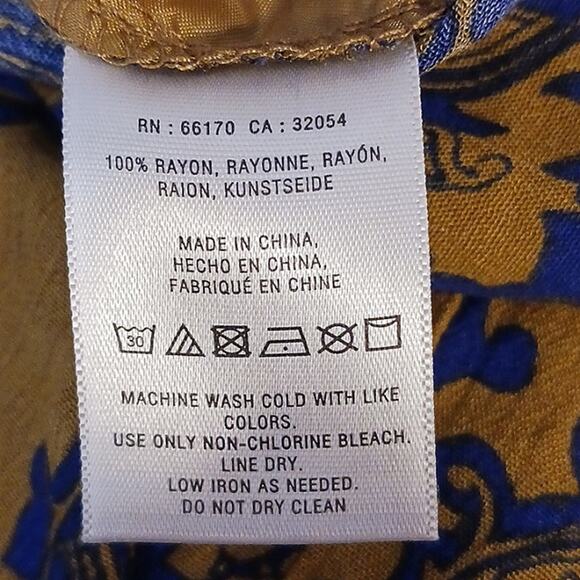 RN : 66170 CA : 32054
100% RAYON, RAYONNE, RAYÓN,
RAION, KUNSTSEIDE
MADE IN CHINA,
HECHO EN CHINA,
FABRIQUÉ EN CHINE
30
MACHINE WASH COLD WITH LIKE
COLORS.
USE ONLY NON-CHLORINE BLEACH.
LINE DRY.
LOW IRON AS NEEDED.
DO NOT DRY CLEAN